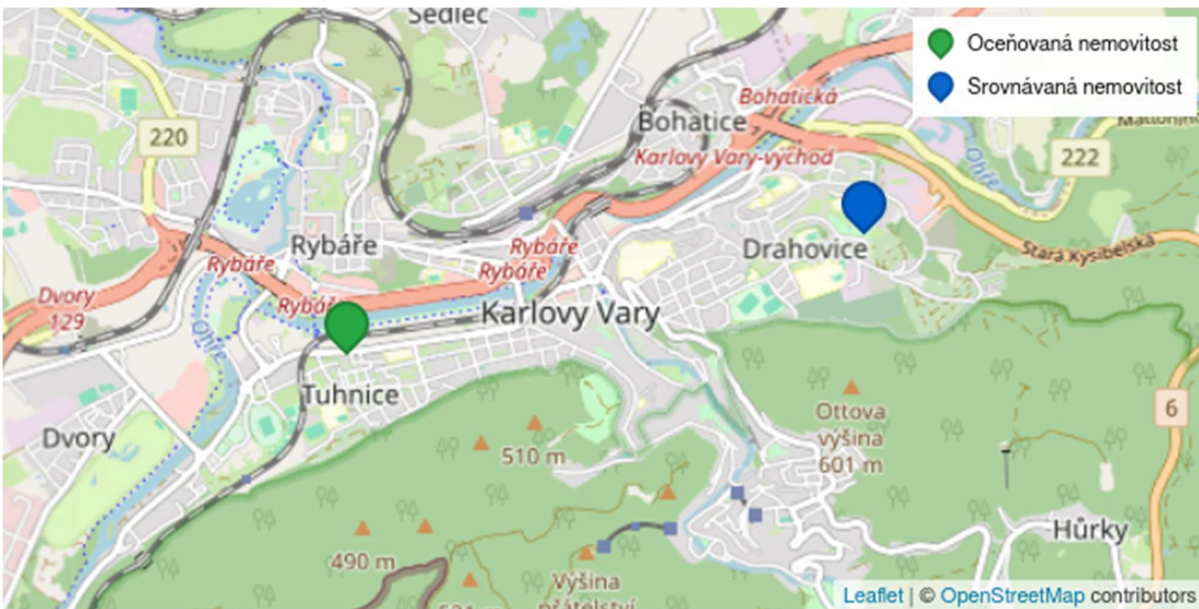 Sedlec
Oceňovaná nemovitost
Srovnávaná nemovitost
Bohatická
Bohatice
220
Karlovy Vary-východ
222
Ohře
Rybáře
Rybáře
Drahovice
Stará Kysibelská
Rybáře
Rybáře
Dvory
129
Karlovy Vary
Ohře
Tuhnice
6
Dvory
Ottova
výšina
601 m
510 m
490 m
Hůrky
Výšina
přátelství
Leaflet | © OpenStreetMap contributors